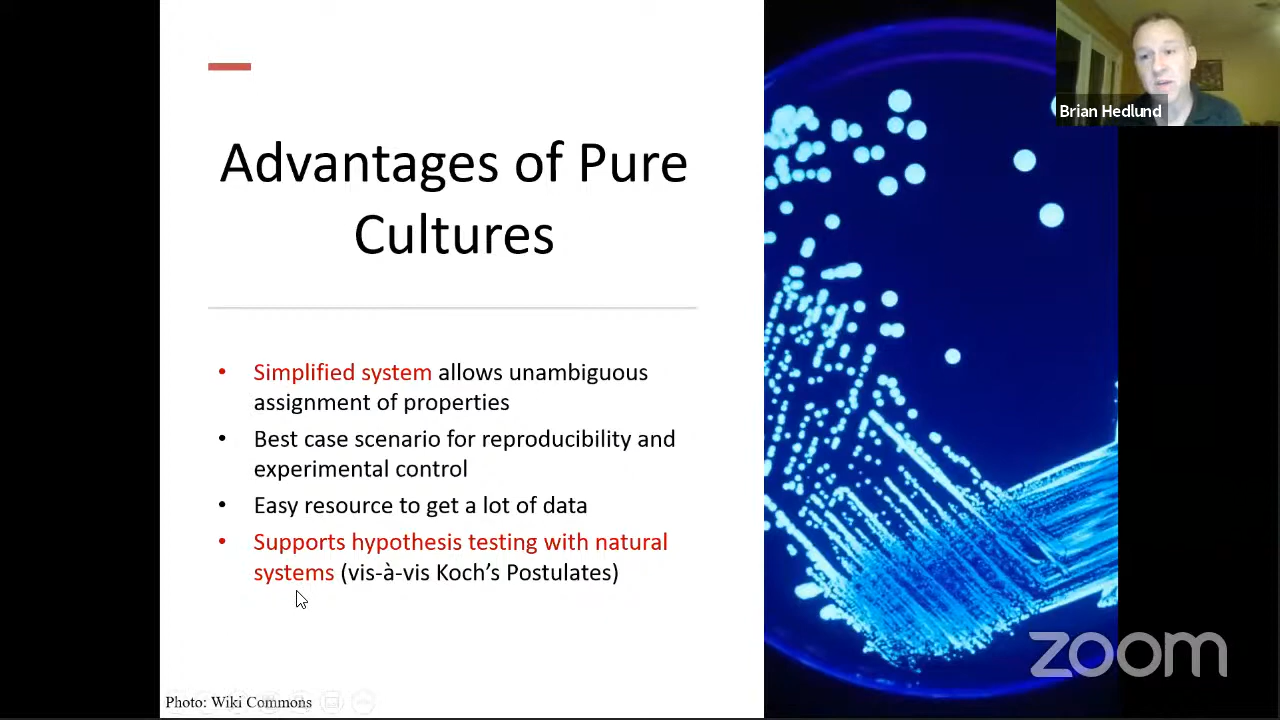 Advantages of Pure
Cultures
Simplified system allows unambiguous
assignment of properties
Best case scenario for reproducibility and
experimental control
Easy resource to get a lot of data
Supports hypothesis testing with natural
systems (vis-à-vis Koch's Postulates)
Photo: Wiki Commons
Brian Hedlund
zoom